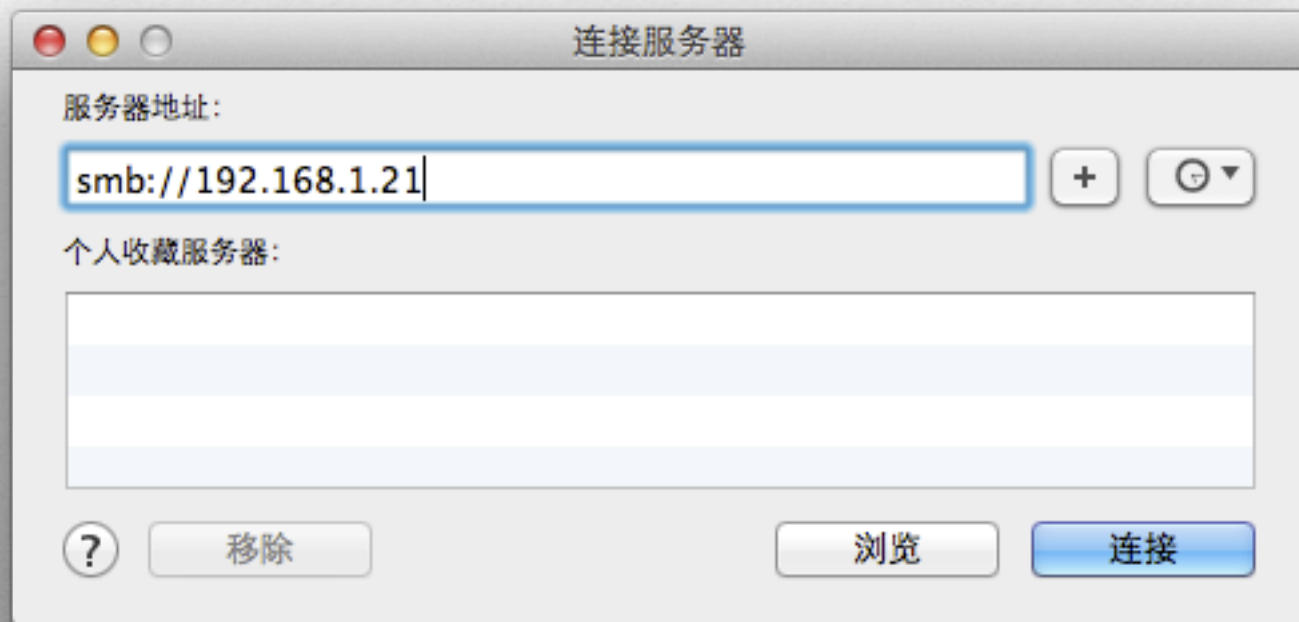 连接服务器
服务器地址:
smb://192.168.1.21
+
个人收藏服务器:
?
移除
浏览
连接